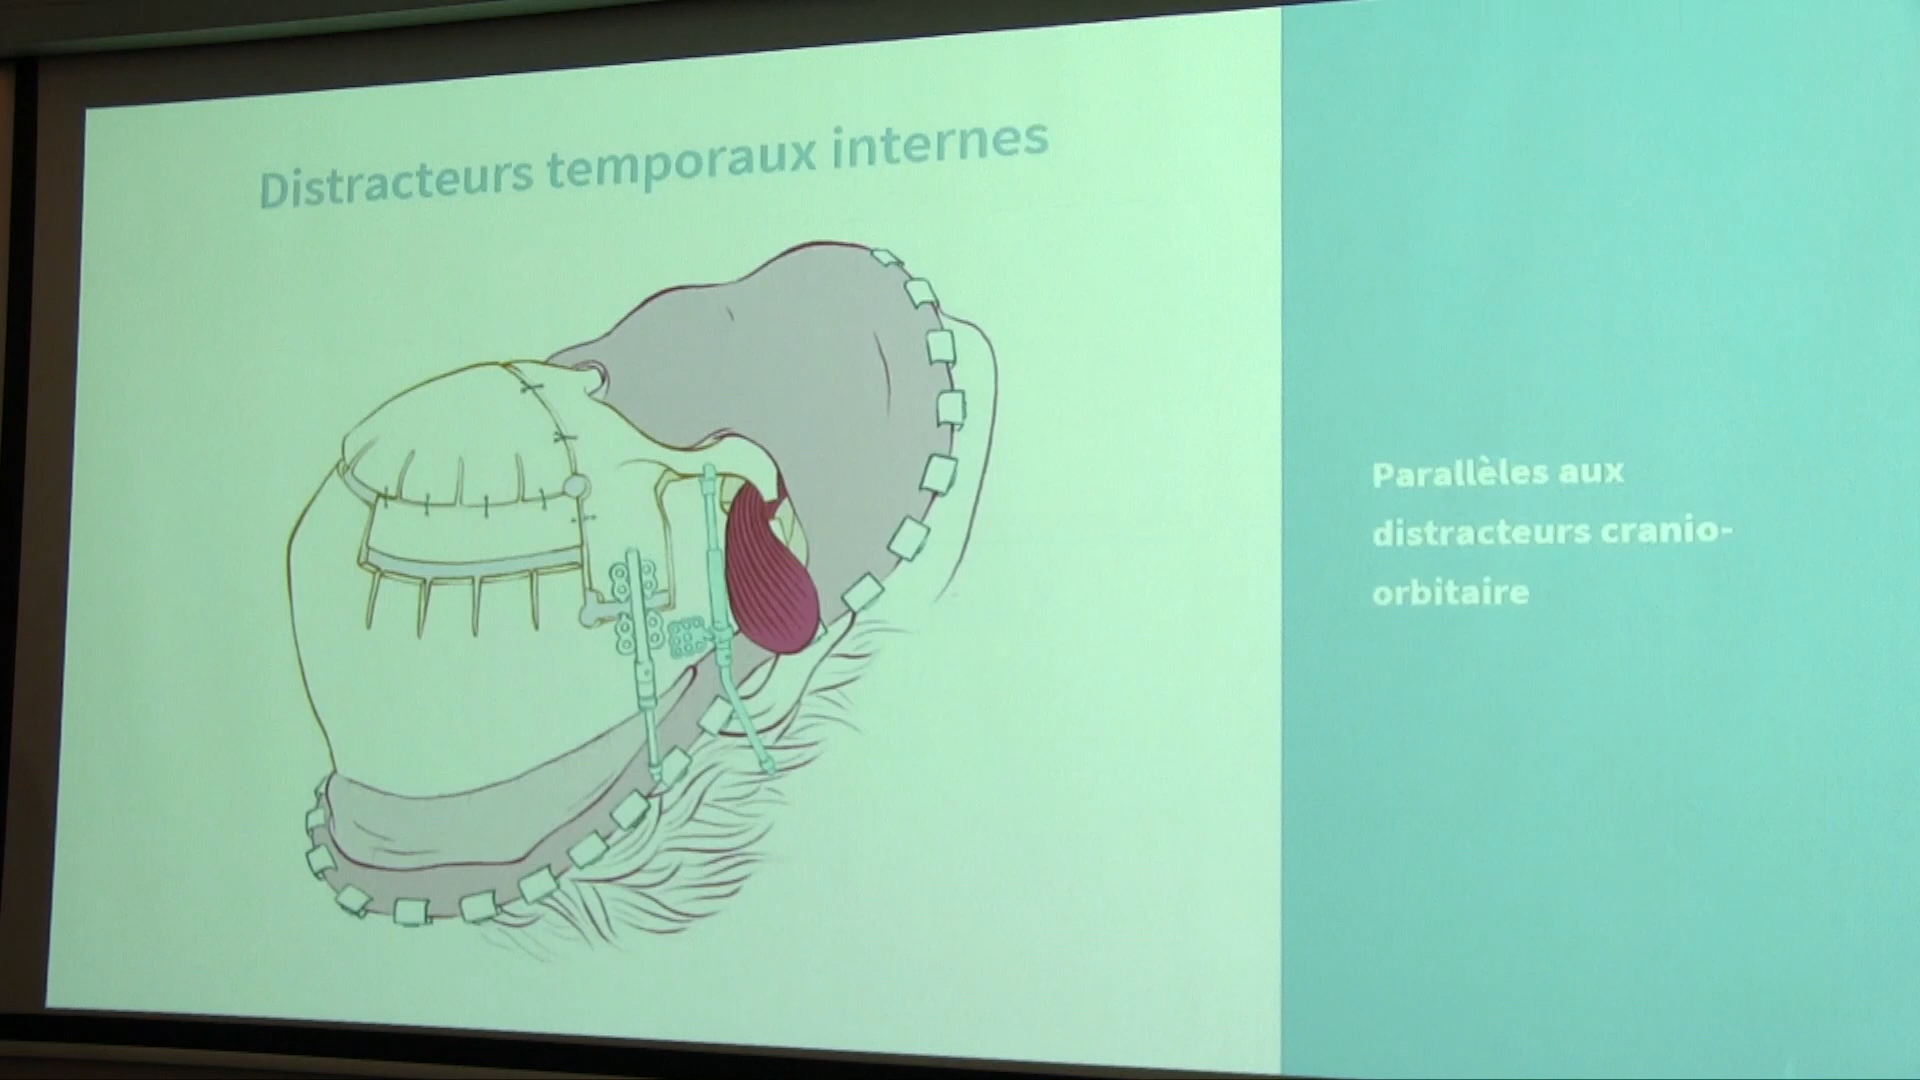 Distracteurs temporaux internes
Parallèles aux
distracteurs cranio-
orbitaire